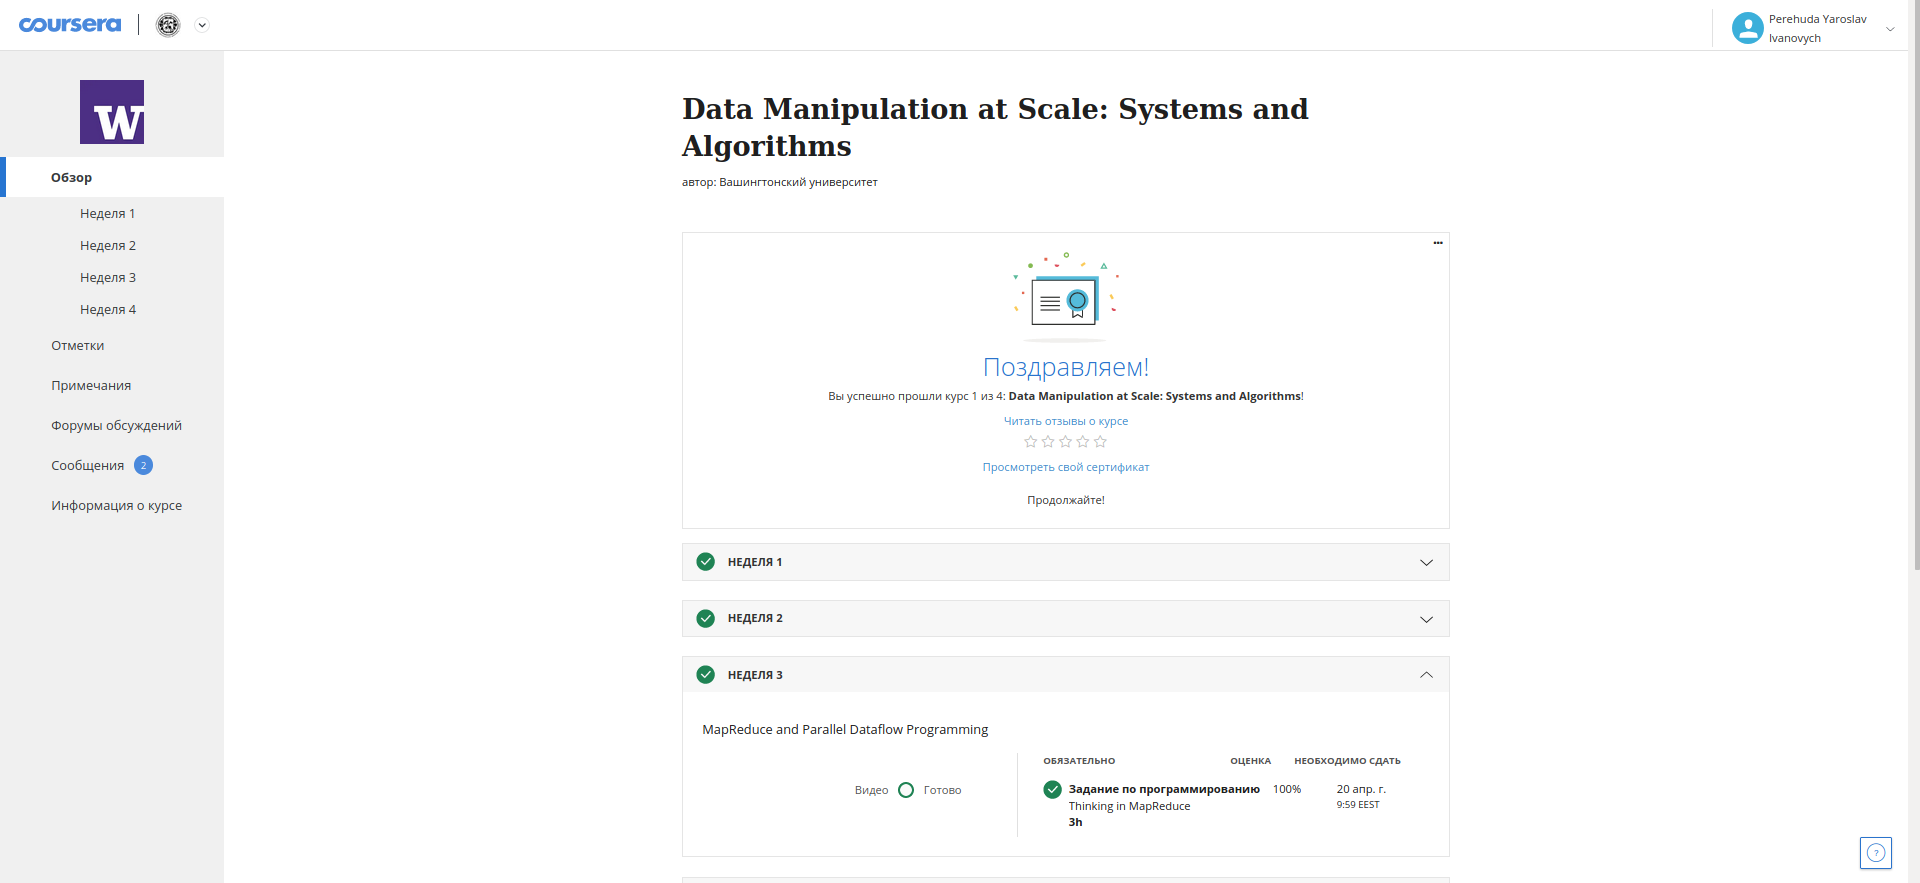 coursera
Perehuda Yaroslav
Ivanovych
W
Обзор
Неделя 1
Неделя 2
Неделя 3
Неделя 4
Отметки
Примечания
Форумы обсуждений
Сообщения 2
Информация о курсе
Data Manipulation at Scale: Systems and
Algorithms
автор: Вашингтонский университет
Поздравляем!
Вы успешно прошли курс 1 из 4: Data Manipulation at Scale: Systems and Algorithms!
Читать отзывы о курсе
Просмотреть свой сертификат
Продолжайте!
НЕДЕЛЯ 1
НЕДЕЛЯ 2
НЕДЕЛЯ 3
MapReduce and Parallel Dataflow Programming
Видео Готово
ОБЯЗАТЕЛЬНО ОЦЕНКА НЕОБХОДИМО СДАТЬ
Задание по программированию 100% 20 апр. г.
Thinking in MapReduce 9:59 EEST
3h
?